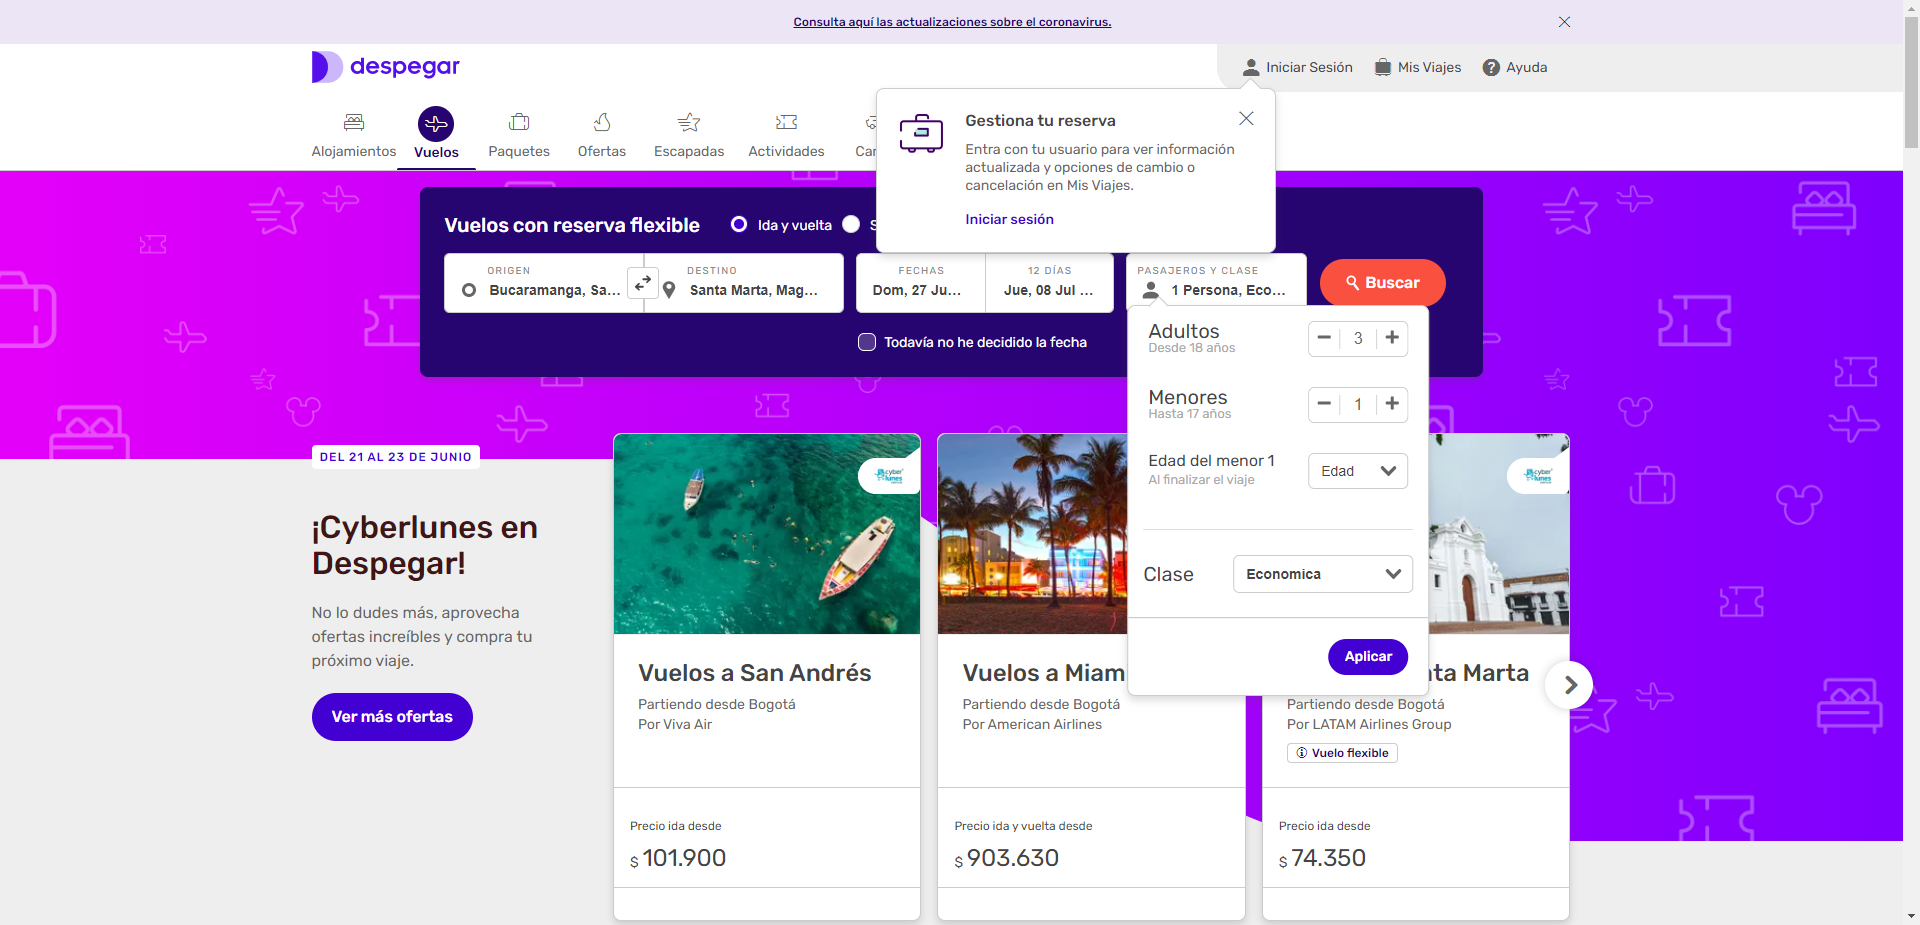 Consulta aquí las actualizaciones sobre el coronavirus.
despegar
Iniciar Sesión
Mis Viajes
Ayuda
Alojamientos
Vuelos
Paquetes
Ofertas
Escapadas
Actividades
Gestiona tu reserva
Entra con tu usuario para ver información
actualizada y opciones de cambio o
cancelación en Mis Viajes.
Iniciar sesión
Vuelos con reserva flexible
Ida y vuelta
ORIGEN
Bucaramanga, Sa...
DESTINO
Santa Marta, Mag...
FECHAS
Dom, 27 Ju...
12 DÍAS
Jue, 08 Jul ...
PASAJEROS Y CLASE
1 Persona, Eco...
Buscar
Todavía no he decidido la fecha
Adultos
Desde 18 años
3
Menores
Hasta 17 años
1
Edad del menor 1
Al finalizar el viaje
Edad
Clase
Economica
Aplicar
DEL 21 AL 23 DE JUNIO
¡Cyberlunes en
Despegar!
No lo dudes más, aprovecha
ofertas increíbles y compra tu
próximo viaje.
Ver más ofertas
cyber
lunes
Vuelos a San Andrés
Partiendo desde Bogotá
Por Viva Air
Precio ida desde
$ 101.900
Vuelos a Miam
Partiendo desde Bogotá
Por American Airlines
Precio ida y vuelta desde
$ 903.630
cyber
lunes
ta Marta
Partiendo desde Bogotá
Por LATAM Airlines Group
Vuelo flexible
Precio ida desde
$ 74.350